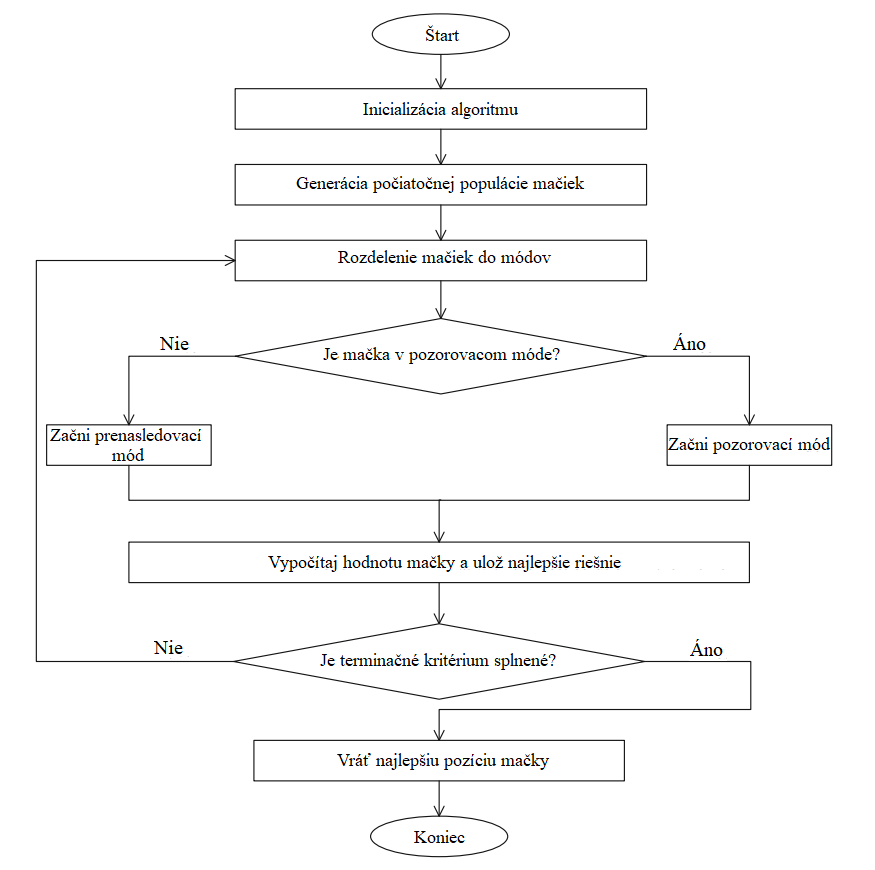 Štart
Inicializácia algoritmu
Generácia počiatočnej populácie mačiek
Rozdelenie mačiek do módov
Nie
Je mačka v pozorovacom móde?
Áno
Začni prenasledovací
mód
Začni pozorovací mód
Vypočítaj hodnotu mačky a ulož najlepšie riešnie
Nie
Je terminačné kritérium splnené?
Áno
Vráť najlepšiu pozíciu mačky
Koniec